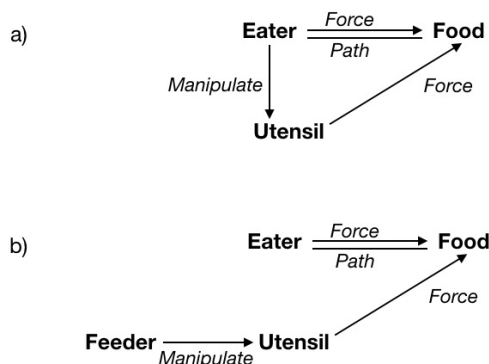 a)
Eater Force Food
Path
Manipulate Force
Utensil
b)
Eater Force Food
Path
Force
Feeder Utensil
Manipulate